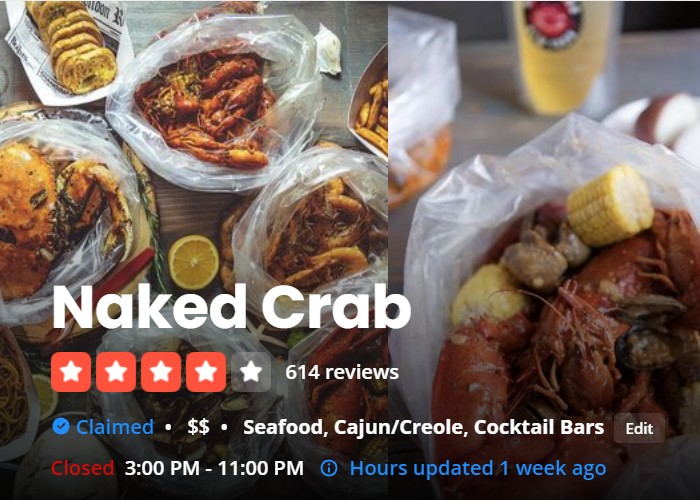 Naked Crab
614 reviews
Claimed • $$ • Seafood, Cajun/Creole, Cocktail Bars Edit
Closed 3:00 PM - 11:00 PM Hours updated 1 week ago